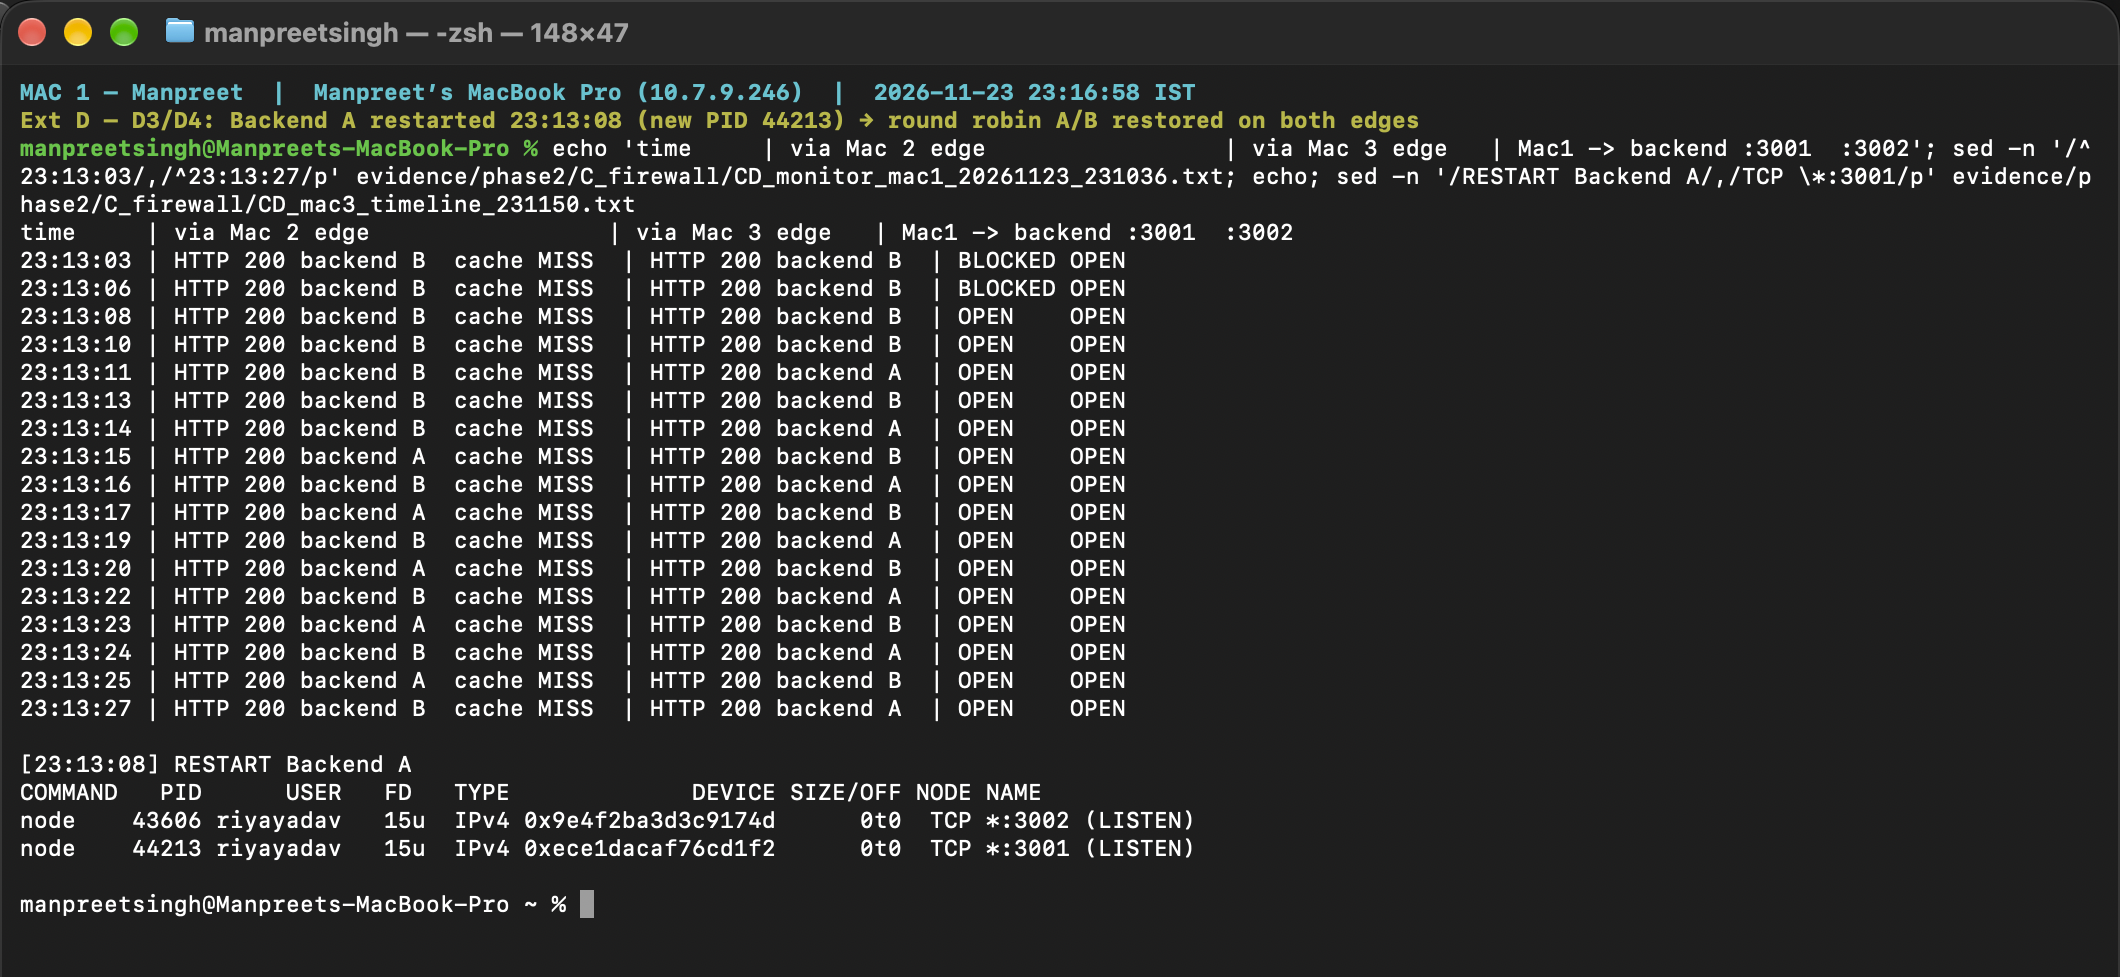 manpreetsingh — -zsh — 148×47
MAC 1 — Manpreet  |  Manpreet’s MacBook Pro (10.7.9.246)  |  2026-11-23 23:16:58 IST
Ext D — D3/D4: Backend A restarted 23:13:08 (new PID 44213) → round robin A/B restored on both edges
manpreetsingh@Manpreets-MacBook-Pro % echo 'time     | via Mac 2 edge                 | via Mac 3 edge   | Mac1 -> backend :3001  :3002'; sed -n '/^
23:13:03/,/^23:13:27/p' evidence/phase2/C_firewall/CD_monitor_mac1_20261123_231036.txt; echo; sed -n '/RESTART Backend A/,/TCP \*:3001/p' evidence/p
hase2/C_firewall/CD_mac3_timeline_231150.txt
time     | via Mac 2 edge                 | via Mac 3 edge   | Mac1 -> backend :3001  :3002
23:13:03 | HTTP 200 backend B  cache MISS  | HTTP 200 backend B  | BLOCKED OPEN
23:13:06 | HTTP 200 backend B  cache MISS  | HTTP 200 backend B  | BLOCKED OPEN
23:13:08 | HTTP 200 backend B  cache MISS  | HTTP 200 backend B  | OPEN    OPEN
23:13:10 | HTTP 200 backend B  cache MISS  | HTTP 200 backend B  | OPEN    OPEN
23:13:11 | HTTP 200 backend B  cache MISS  | HTTP 200 backend A  | OPEN    OPEN
23:13:13 | HTTP 200 backend B  cache MISS  | HTTP 200 backend B  | OPEN    OPEN
23:13:14 | HTTP 200 backend B  cache MISS  | HTTP 200 backend A  | OPEN    OPEN
23:13:15 | HTTP 200 backend A  cache MISS  | HTTP 200 backend B  | OPEN    OPEN
23:13:16 | HTTP 200 backend B  cache MISS  | HTTP 200 backend A  | OPEN    OPEN
23:13:17 | HTTP 200 backend A  cache MISS  | HTTP 200 backend B  | OPEN    OPEN
23:13:19 | HTTP 200 backend B  cache MISS  | HTTP 200 backend A  | OPEN    OPEN
23:13:20 | HTTP 200 backend A  cache MISS  | HTTP 200 backend B  | OPEN    OPEN
23:13:22 | HTTP 200 backend B  cache MISS  | HTTP 200 backend A  | OPEN    OPEN
23:13:23 | HTTP 200 backend A  cache MISS  | HTTP 200 backend B  | OPEN    OPEN
23:13:24 | HTTP 200 backend B  cache MISS  | HTTP 200 backend A  | OPEN    OPEN
23:13:25 | HTTP 200 backend A  cache MISS  | HTTP 200 backend B  | OPEN    OPEN
23:13:27 | HTTP 200 backend B  cache MISS  | HTTP 200 backend A  | OPEN    OPEN
[23:13:08] RESTART Backend A
COMMAND   PID      USER   FD   TYPE             DEVICE SIZE/OFF NODE NAME
node    43606 riyayadav   15u  IPv4 0x9e4f2ba3d3c9174d      0t0  TCP *:3002 (LISTEN)
node    44213 riyayadav   15u  IPv4 0xece1dacaf76cd1f2      0t0  TCP *:3001 (LISTEN)
manpreetsingh@Manpreets-MacBook-Pro ~ %